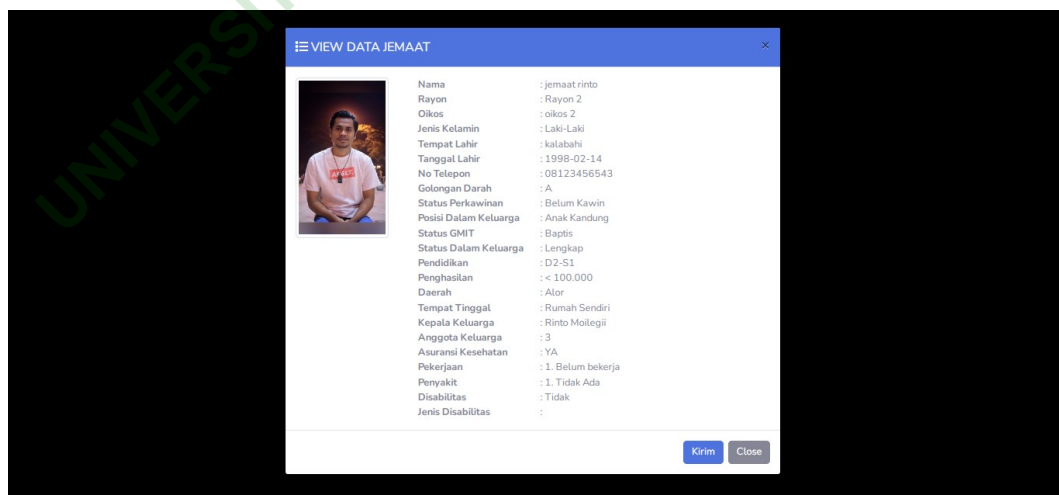 UNIVERSIT
VIEW DATA JEMAAT ×
Nama : jemaat rinto
Rayon : Rayon 2
Oikos : oikos 2
Jenis Kelamin : Laki-Laki
Tempat Lahir : kalabahi
Tanggal Lahir : 1998-02-14
No Telepon : 08123456543
Golongan Darah : A
Status Perkawinan : Belum Kawin
Posisi Dalam Keluarga : Anak Kandung
Status GMIT : Baptis
Status Dalam Keluarga : Lengkap
Pendidikan : D2-S1
Penghasilan : < 100.000
Daerah : Alor
Tempat Tinggal : Rumah Sendiri
Kepala Keluarga : Rinto Moilegii
Anggota Keluarga : 3
Asuransi Kesehatan : YA
Pekerjaan : 1. Belum bekerja
Penyakit : 1. Tidak Ada
Disabilitas : Tidak
Jenis Disabilitas :
Kirim Close